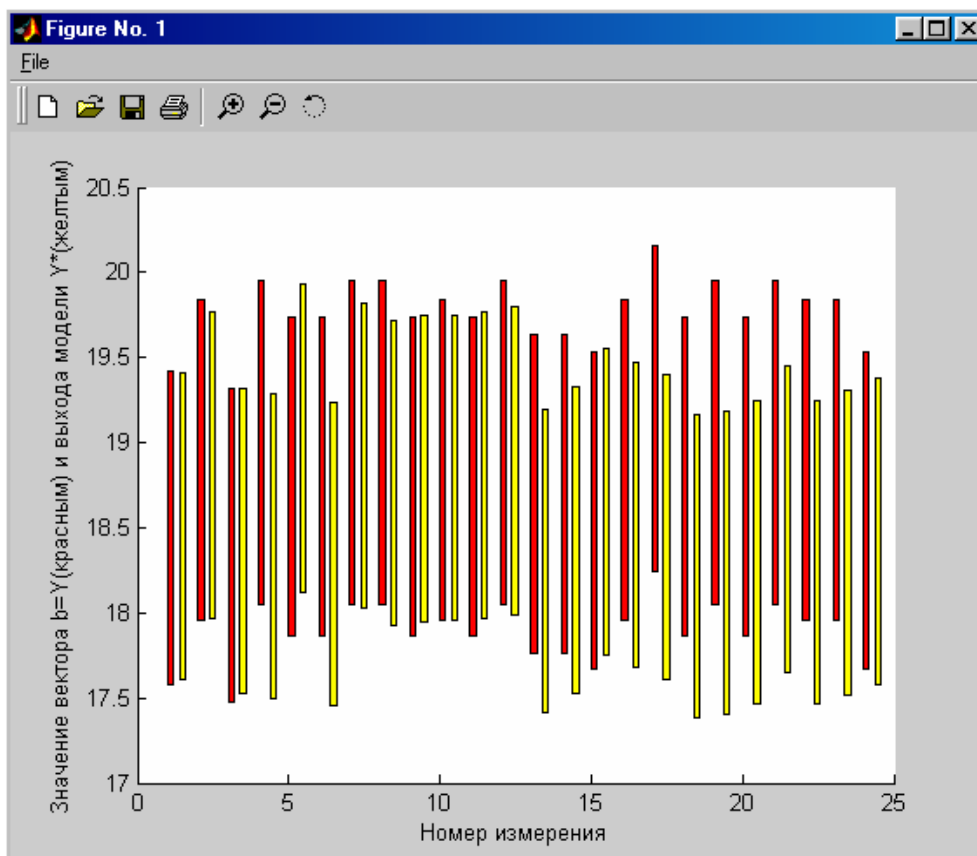 Figure No. 1
File
Значение вектора b=Y(красным) и выхода модели Y*(желтым)
20.5
20
19.5
19
18.5
18
17.5
17
0 5 10 15 20 25
Номер измерения